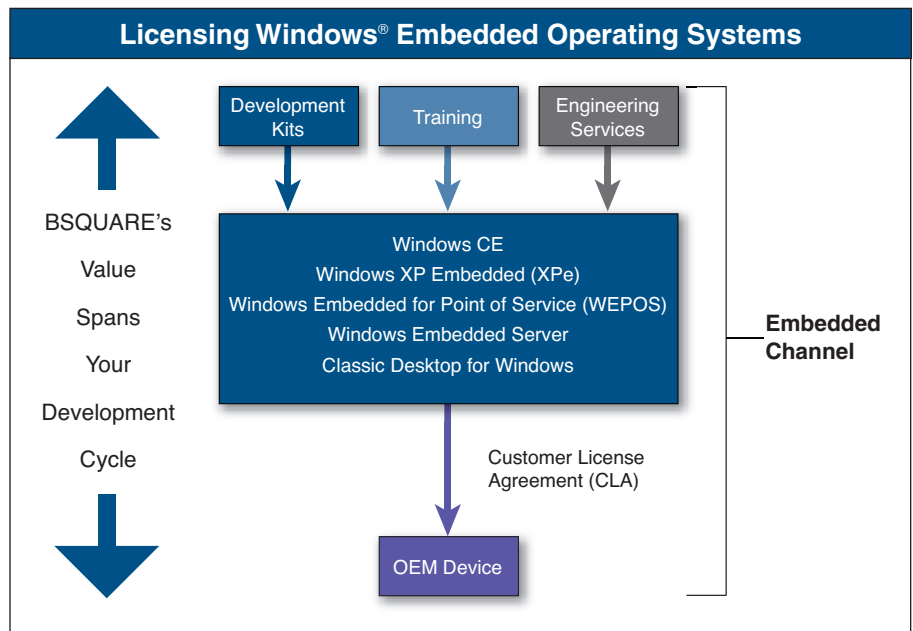 Licensing Windows® Embedded Operating Systems
Development
Kits
Training
Engineering
Services
BSQUARE's
Value
Spans
Your
Development
Cycle
Windows CE
Windows XP Embedded (XPe)
Windows Embedded for Point of Service (WEPOS)
Windows Embedded Server
Classic Desktop for Windows
Embedded
Channel
Customer License
Agreement (CLA)
OEM Device